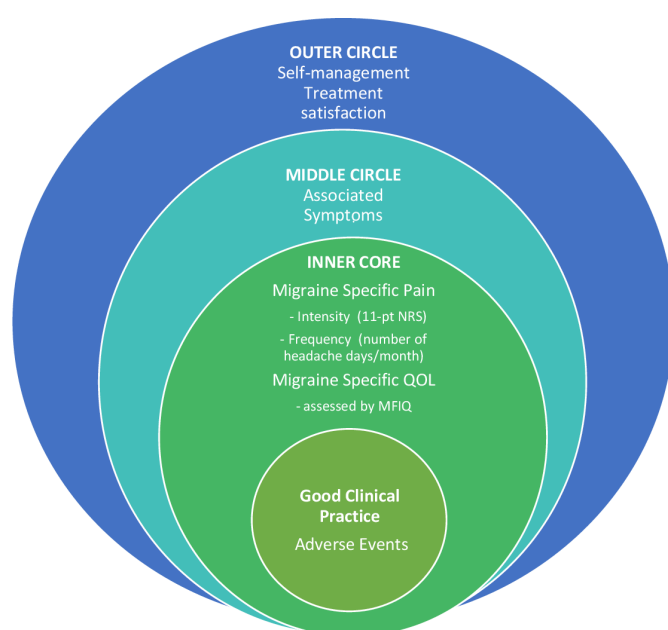 OUTER CIRCLE
Self-management
Treatment
satisfaction
MIDDLE CIRCLE
Associated
Symptoms
INNER CORE
Migraine Specific Pain
- Intensity (11-pt NRS)
- Frequency (number of
headache days/month)
Migraine Specific QOL
- assessed by MFIQ
Good Clinical
Practice
Adverse Events